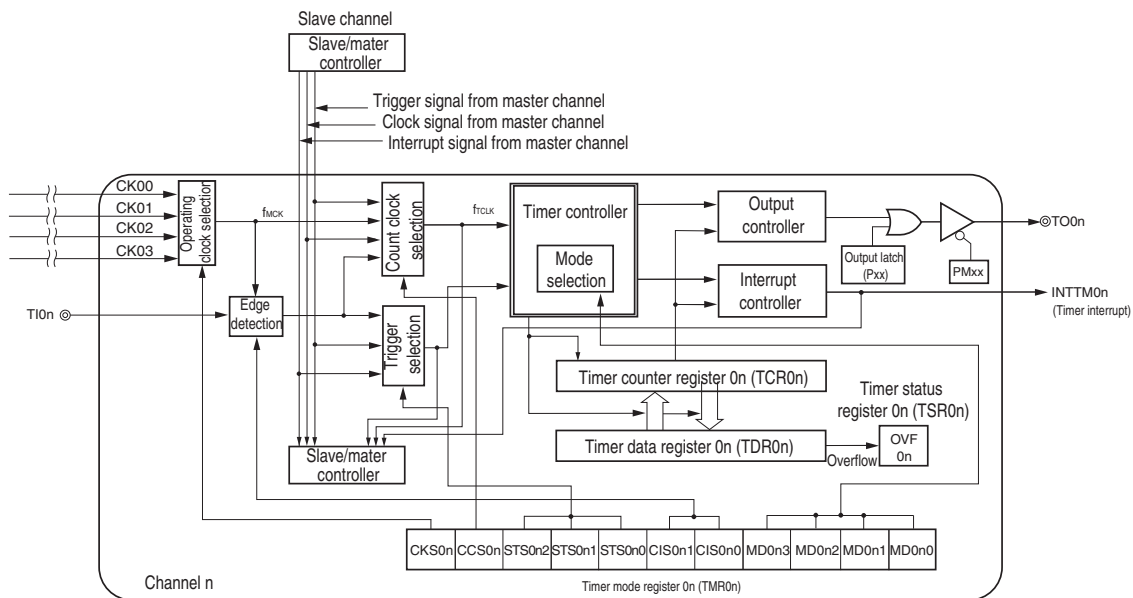 Slave channel
Slave/mater
controller
Trigger signal from master channel
Clock signal from master channel
Interrupt signal from master channel
CK00
CK01
CK02
CK03
Operating
clock selection
fMCK
Count clock
selection
fTCLK
Timer controller
Mode
selection
Output
controller
Output latch
(Pxx)
PMxx
TO0n
Interrupt
controller
INTTM0n
(Timer interrupt)
TI0n
Edge
detection
Trigger
selection
Timer counter register 0n (TCR0n)
Timer status
register 0n (TSR0n)
Slave/mater
controller
Timer data register 0n (TDR0n)
Overflow
OVF
0n
CKS0n CCS0n STS0n2 STS0n1 STS0n0 CIS0n1 CIS0n0 MD0n3 MD0n2 MD0n1 MD0n0
Channel n
Timer mode register 0n (TMR0n)